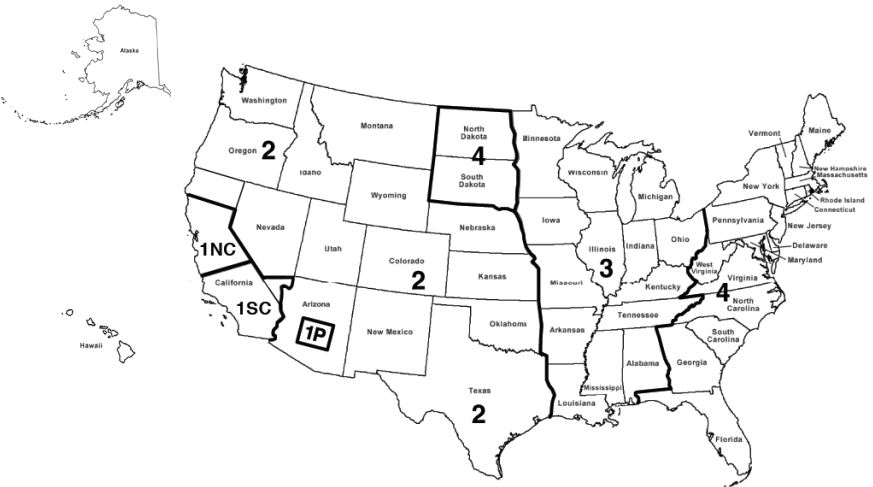 Alaska
Washington
Oregon
2
Idaho
Montana
North
Dakota
4
South
Dakota
Minnesota
Wisconsin
Michigan
Vermont
Maine
New Hampshire
Massachusetts
New York
Rhode Island
Connecticut
Pennsylvania
New Jersey
Delaware
Maryland
Wyoming
Nevada
1NC
Utah
Colorado
2
Nebraska
Kansas
Iowa
Illinois
3
Indiana
Ohio
Missouri
Kentucky
West
Virginia
Virginia
4
North
Carolina
California
1SC
Arizona
1P
New Mexico
Oklahoma
Arkansas
Tennessee
South
Carolina
Hawaii
Texas
2
Louisiana
Mississippi
Alabama
Georgia
Florida